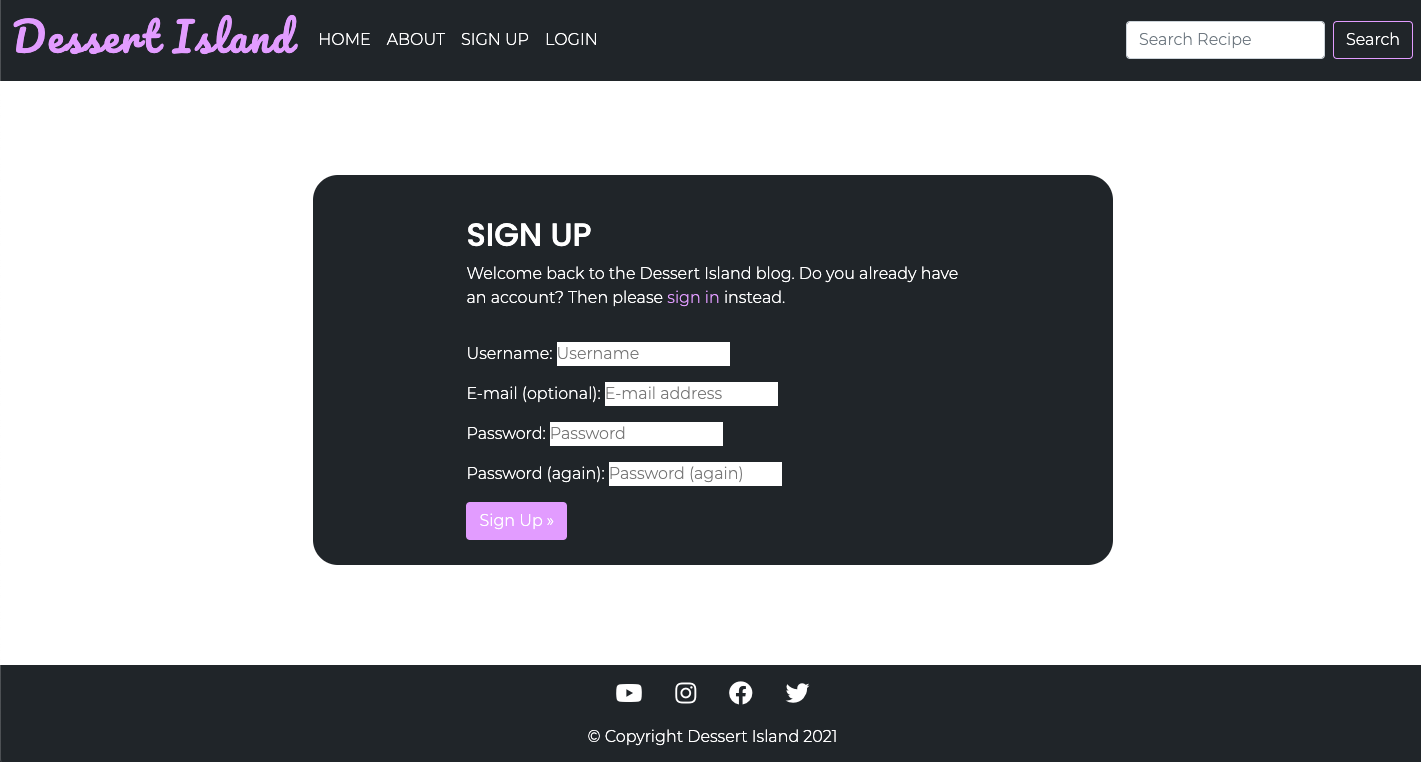 Dessert Island
HOME ABOUT SIGN UP LOGIN
Search Recipe
Search
SIGN UP
Welcome back to the Dessert Island blog. Do you already have
an account? Then please sign in instead.
Username: Username
E-mail (optional): E-mail address
Password: Password
Password (again): Password (again)
Sign Up »
© Copyright Dessert Island 2021